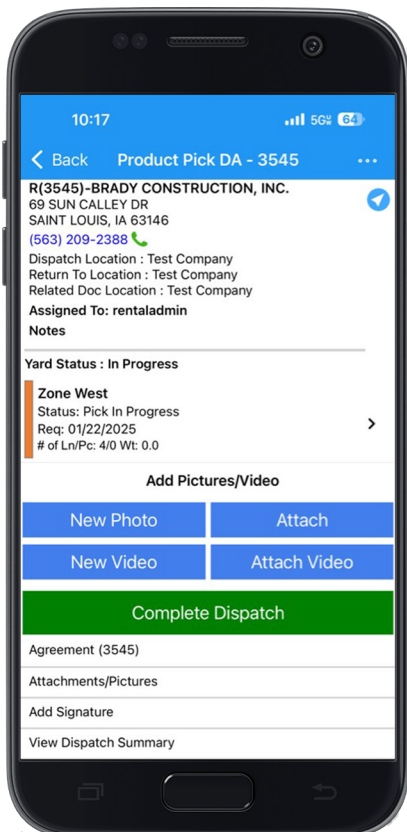 10:17
5G 64
Back Product Pick DA - 3545 ...
R(3545)-BRADY CONSTRUCTION, INC.
69 SUN CALLEY DR
SAINT LOUIS, IA 63146
(563) 209-2388
Dispatch Location : Test Company
Return To Location : Test Company
Related Doc Location : Test Company
Assigned To: rentaladmin
Notes
Yard Status : In Progress
Zone West
Status: Pick In Progress
Req: 01/22/2025
# of Ln/Pc: 4/0 Wt: 0.0
Add Pictures/Video
New Photo Attach
New Video Attach Video
Complete Dispatch
Agreement (3545)
Attachments/Pictures
Add Signature
View Dispatch Summary